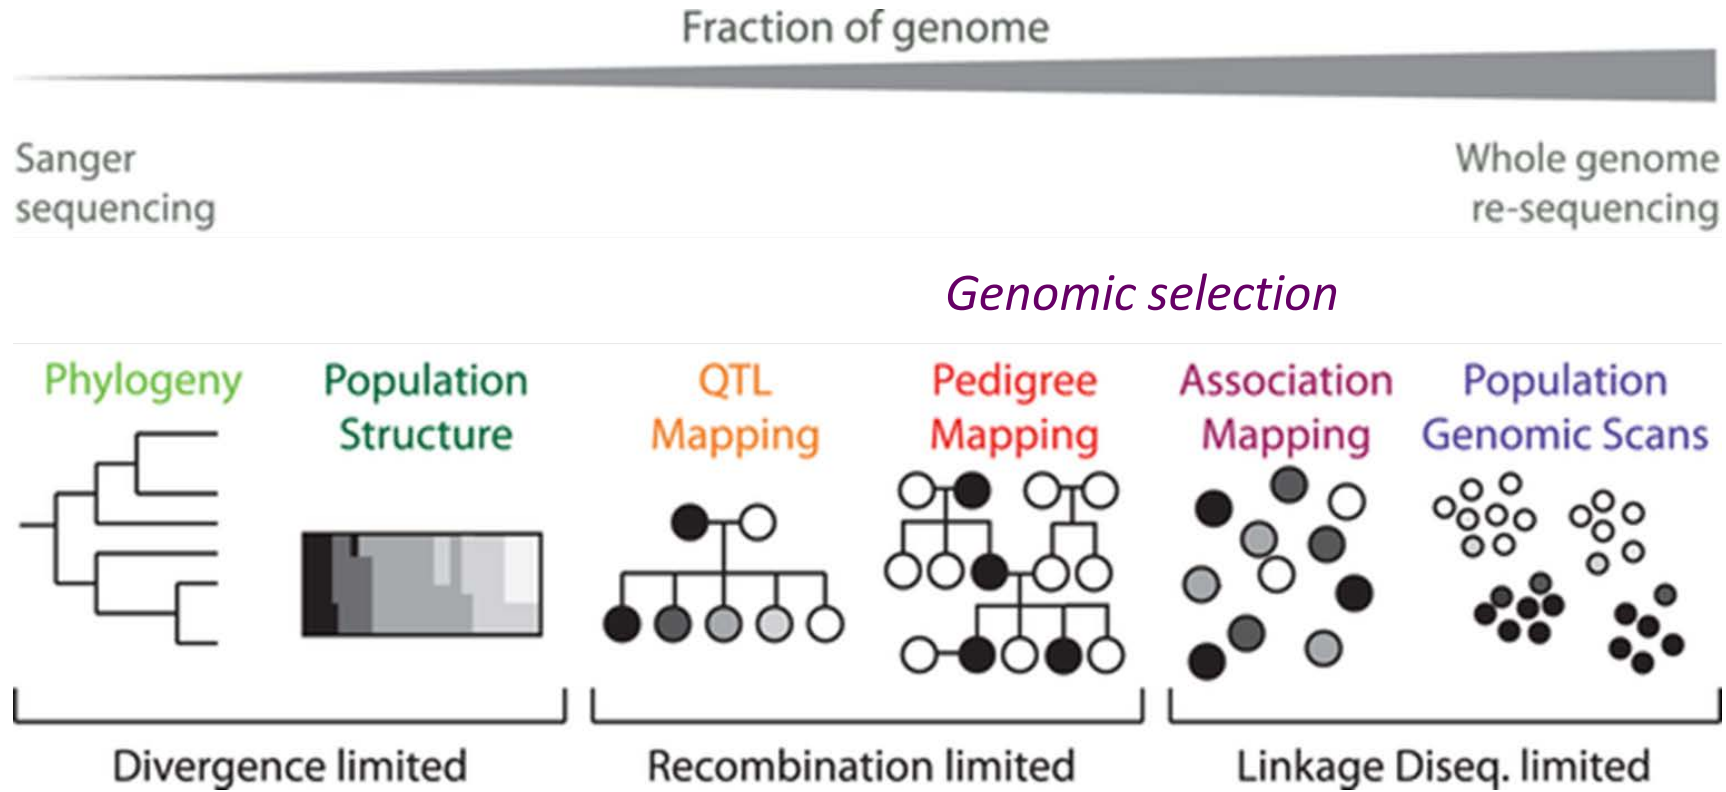 Fraction of genome
Sanger
sequencing
Whole genome
re-sequencing
Genomic selection
Phylogeny
Population
Structure
QTL
Mapping
Pedigree
Mapping
Association
Mapping
Population
Genomic Scans
Divergence limited
Recombination limited
Linkage Diseq. limited